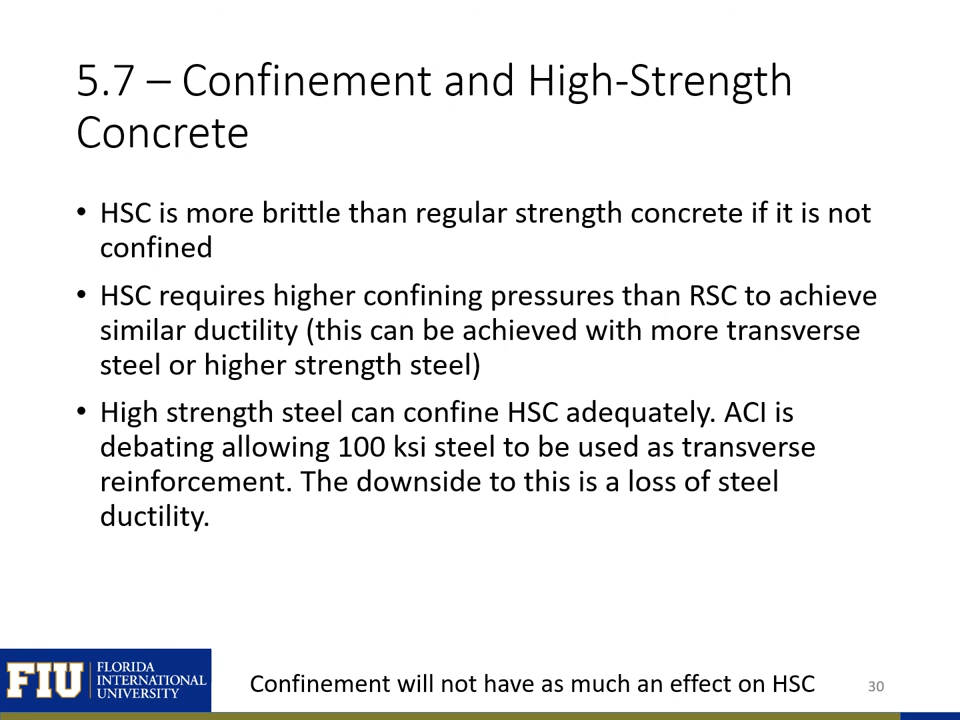 5.7 – Confinement and High-Strength
Concrete
• HSC is more brittle than regular strength concrete if it is not
confined
• HSC requires higher confining pressures than RSC to achieve
similar ductility (this can be achieved with more transverse
steel or higher strength steel)
• High strength steel can confine HSC adequately. ACI is
debating allowing 100 ksi steel to be used as transverse
reinforcement. The downside to this is a loss of steel
ductility.
FIU
FLORIDA
INTERNATIONAL
UNIVERSITY
Confinement will not have as much an effect on HSC
30